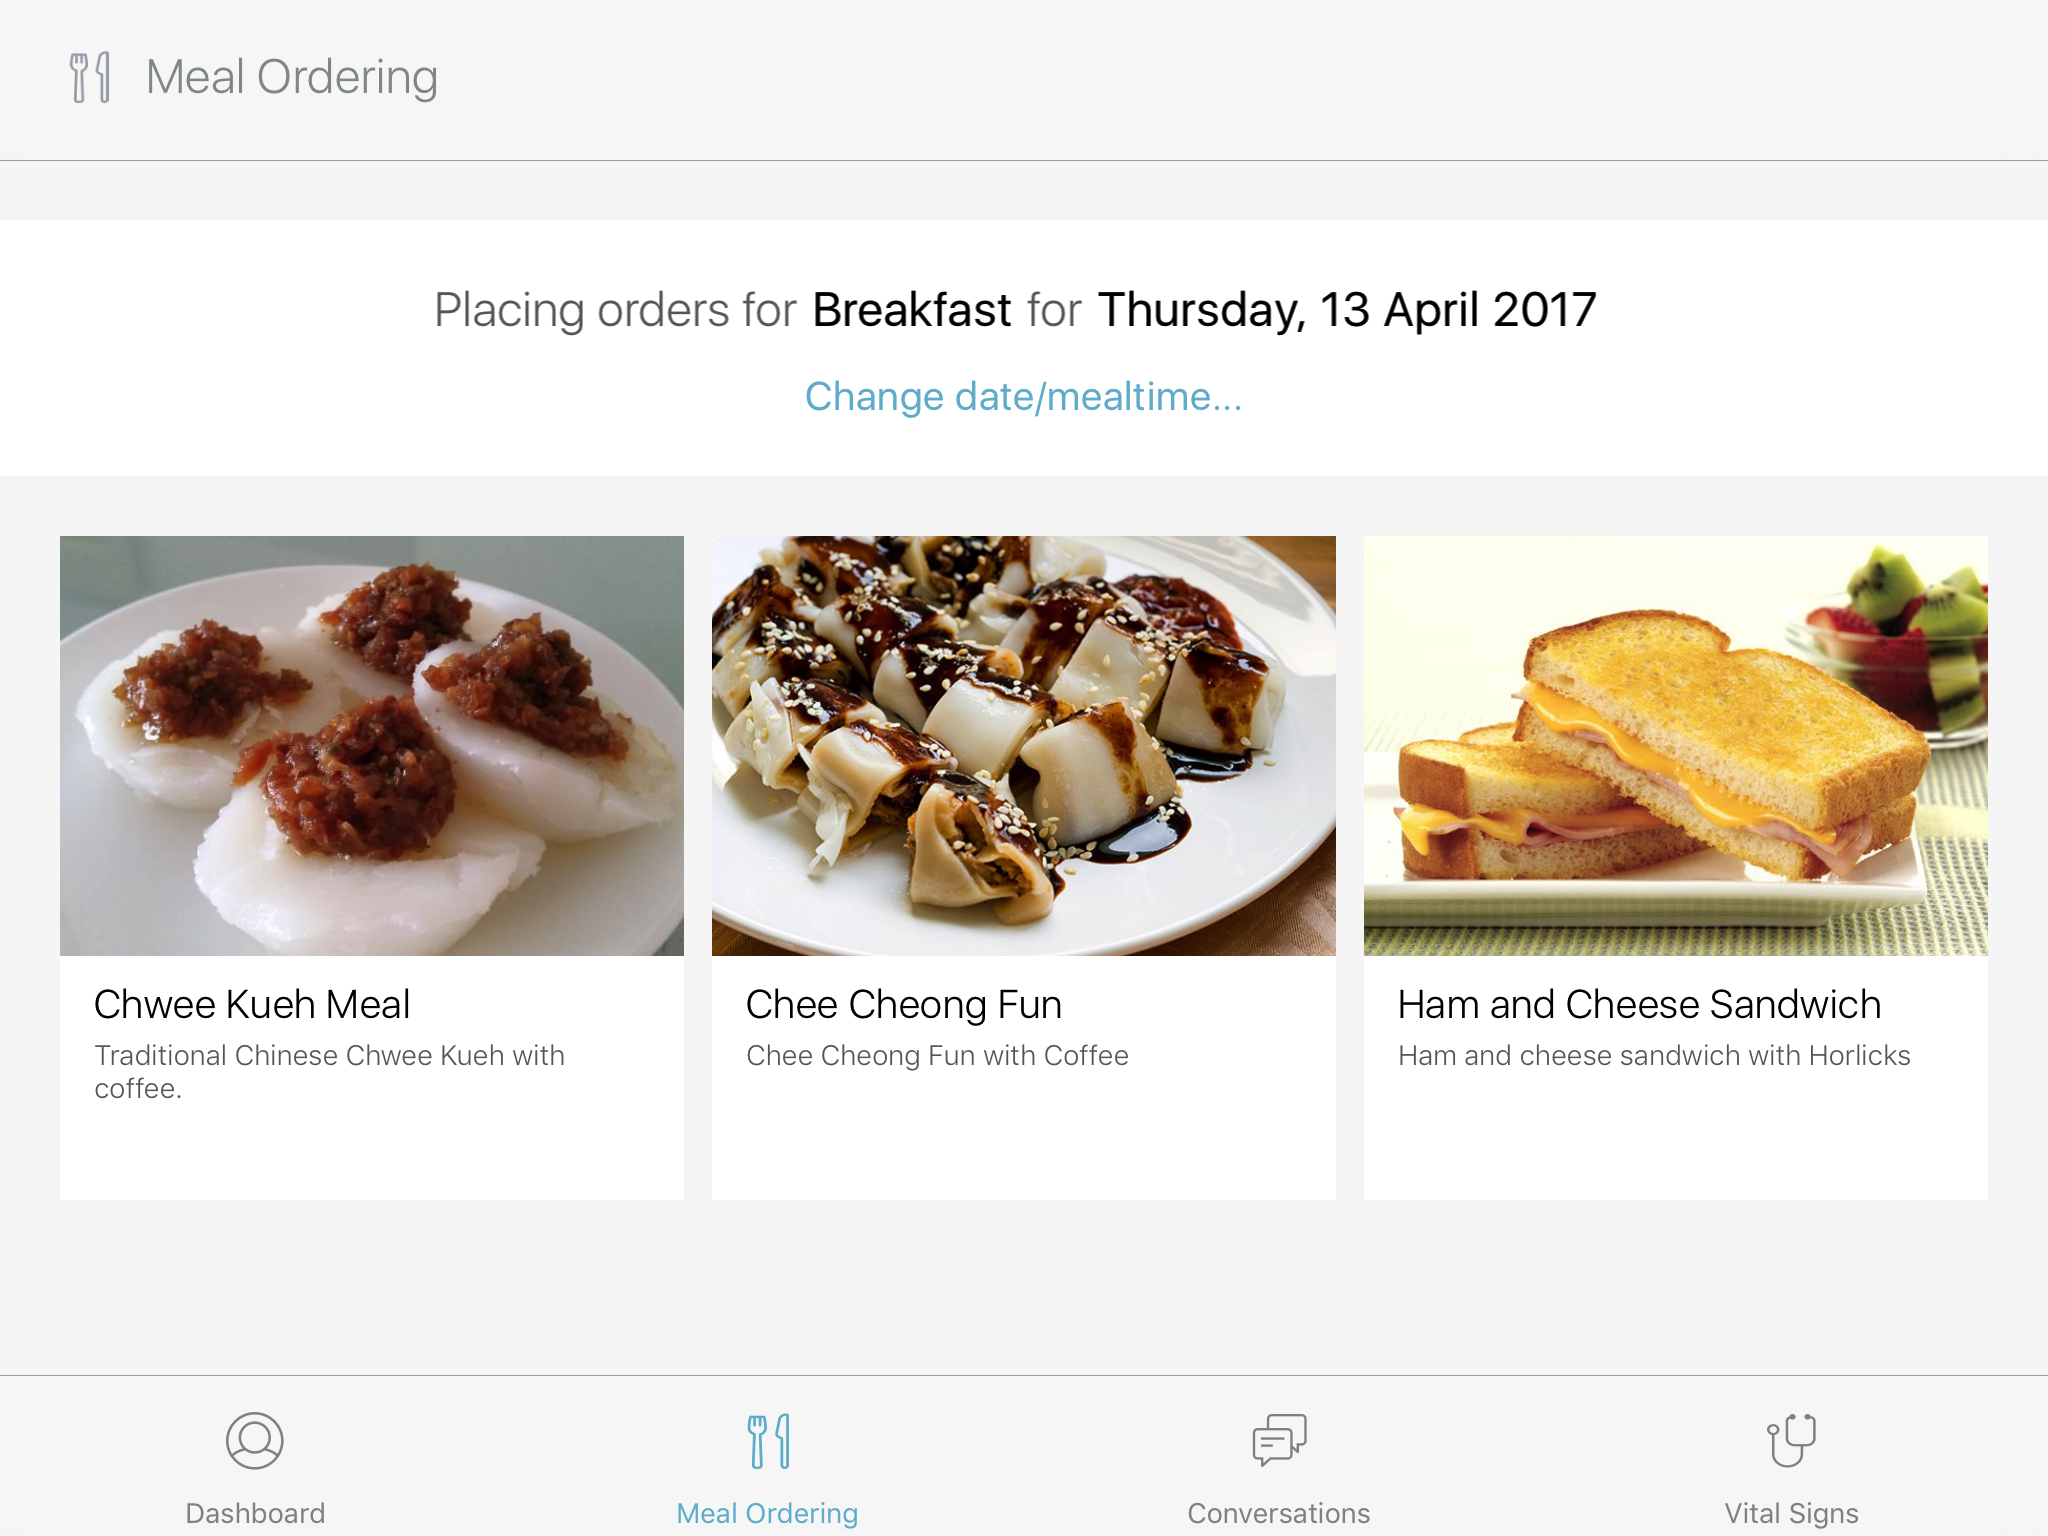 Meal Ordering
Placing orders for Breakfast for Thursday, 13 April 2017
Change date/mealtime...
Chwee Kueh Meal
Traditional Chinese Chwee Kueh with
coffee.
Chee Cheong Fun
Chee Cheong Fun with Coffee
Ham and Cheese Sandwich
Ham and cheese sandwich with Horlicks
Dashboard
Meal Ordering
Conversations
Vital Signs